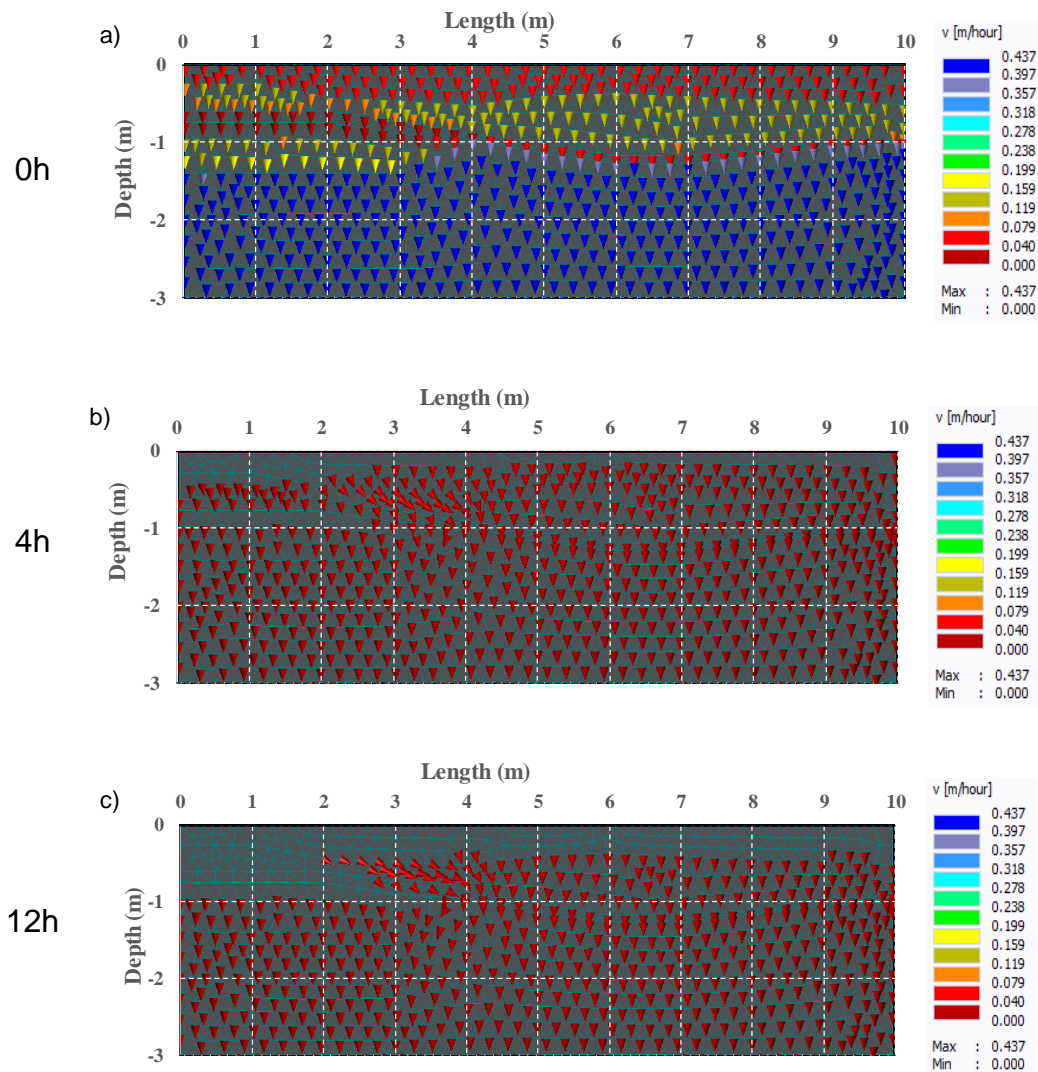 a)
Length (m)
0 1 2 3 4 5 6 7 8 9 10
0h
Depth (m)
0
-1
-2
-3
v [m/hour]
0.437
0.397
0.357
0.318
0.278
0.238
0.199
0.159
0.119
0.079
0.040
0.000
Max : 0.437
Min : 0.000
b)
Length (m)
0 1 2 3 4 5 6 7 8 9 10
4h
Depth (m)
0
-1
-2
-3
v [m/hour]
0.437
0.397
0.357
0.318
0.278
0.238
0.199
0.159
0.119
0.079
0.040
0.000
Max : 0.437
Min : 0.000
c)
Length (m)
0 1 2 3 4 5 6 7 8 9 10
12h
Depth (m)
0
-1
-2
-3
v [m/hour]
0.437
0.397
0.357
0.318
0.278
0.238
0.199
0.159
0.119
0.079
0.040
0.000
Max : 0.437
Min : 0.000